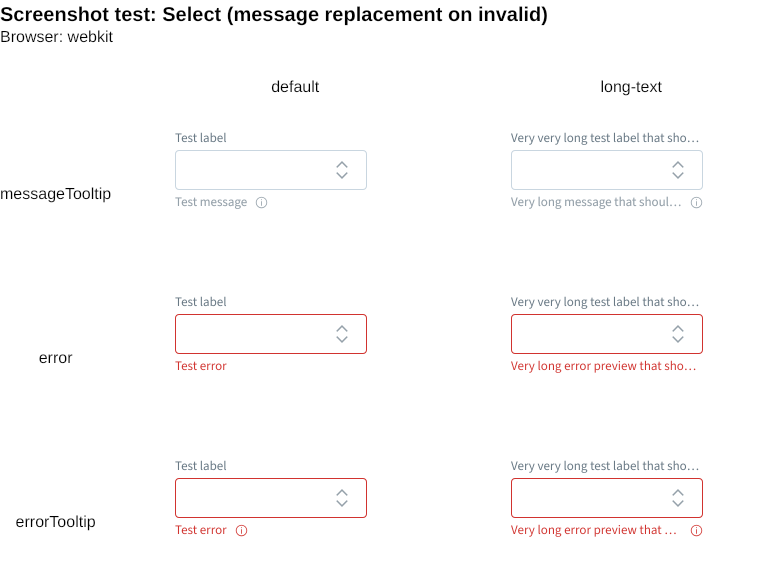 Screenshot test: Select (message replacement on invalid)
Browser: webkit
default long-text
Test label Very very long test label that sho…
messageTooltip
Test message Very long message that shoul…
Test label Very very long test label that sho…
error
Test error Very long error preview that sho…
Test label Very very long test label that sho…
errorTooltip
Test error Very long error preview that …